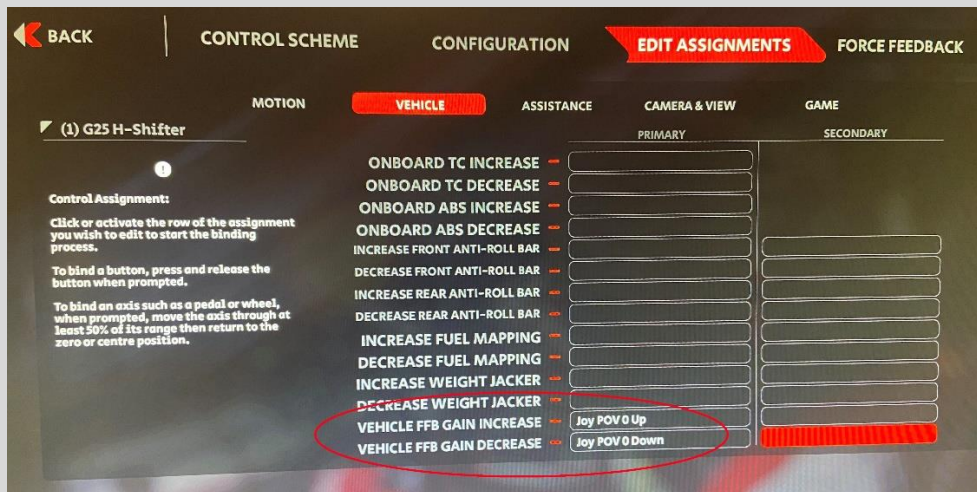 BACK
CONTROL SCHEME
CONFIGURATION
EDIT ASSIGNMENTS
FORCE FEEDBACK
MOTION
VEHICLE
ASSISTANCE
CAMERA & VIEW
GAME
(1) G25 H-Shifter
PRIMARY
SECONDARY
!
Control Assignment:
Click or activate the row of the assignment
you wish to edit to start the binding
process.
To bind a button, press and release the
button when prompted.
To bind an axis such as a pedal or wheel,
when prompted, move the axis through at
least 50% of its range then return to the
zero or centre position.
ONBOARD TC INCREASE
ONBOARD TC DECREASE
ONBOARD ABS INCREASE
ONBOARD ABS DECREASE
INCREASE FRONT ANTI-ROLL BAR
DECREASE FRONT ANTI-ROLL BAR
INCREASE REAR ANTI-ROLL BAR
DECREASE REAR ANTI-ROLL BAR
INCREASE FUEL MAPPING
DECREASE FUEL MAPPING
INCREASE WEIGHT JACKER
DECREASE WEIGHT JACKER
VEHICLE FFB GAIN INCREASE
Joy POV 0 Up
VEHICLE FFB GAIN DECREASE
Joy POV 0 Down